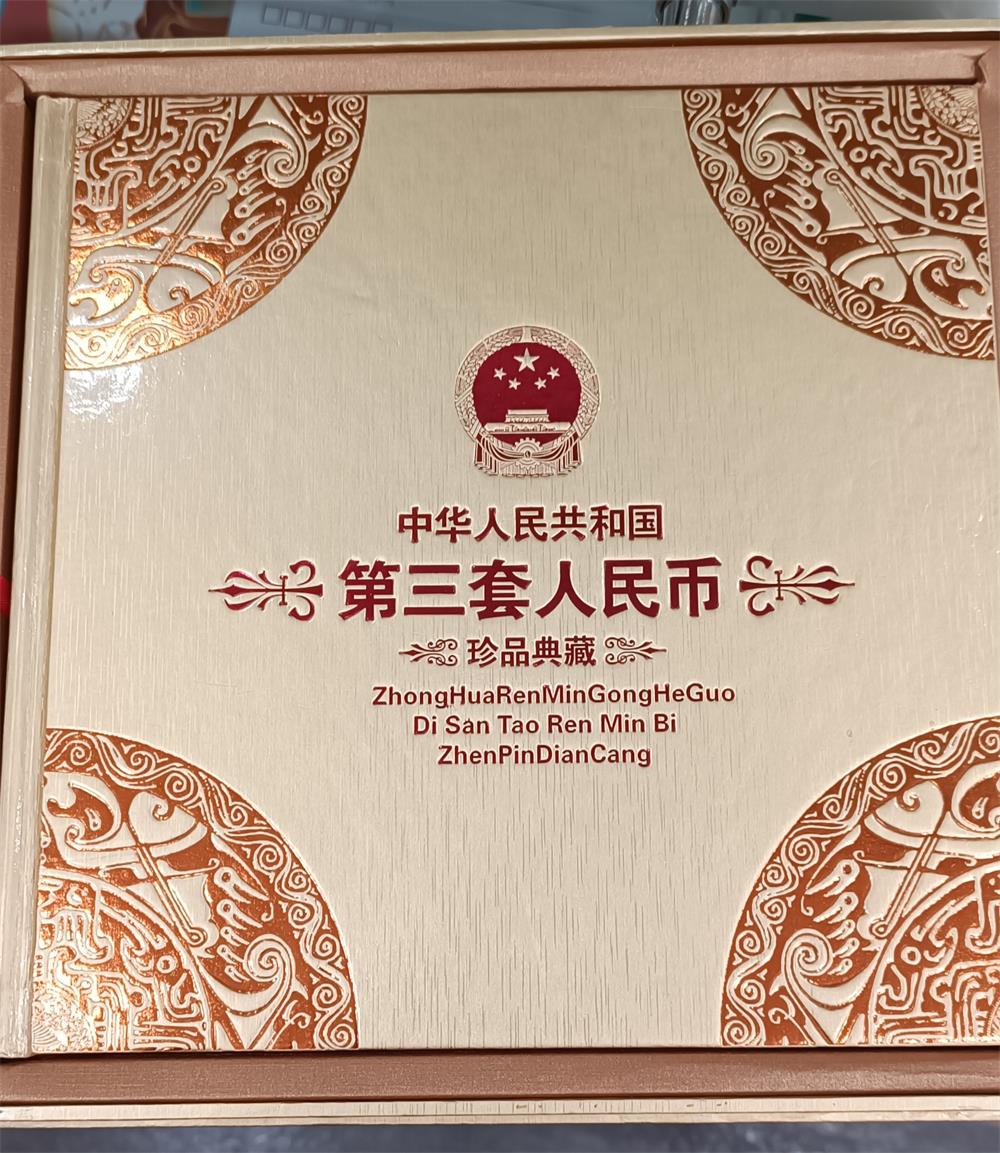 中华人民共和国
第三套人民币
珍品典藏
ZhongHuaRenMinGongHeGuo
Di San Tao Ren Min Bi
ZhenPinDianCang